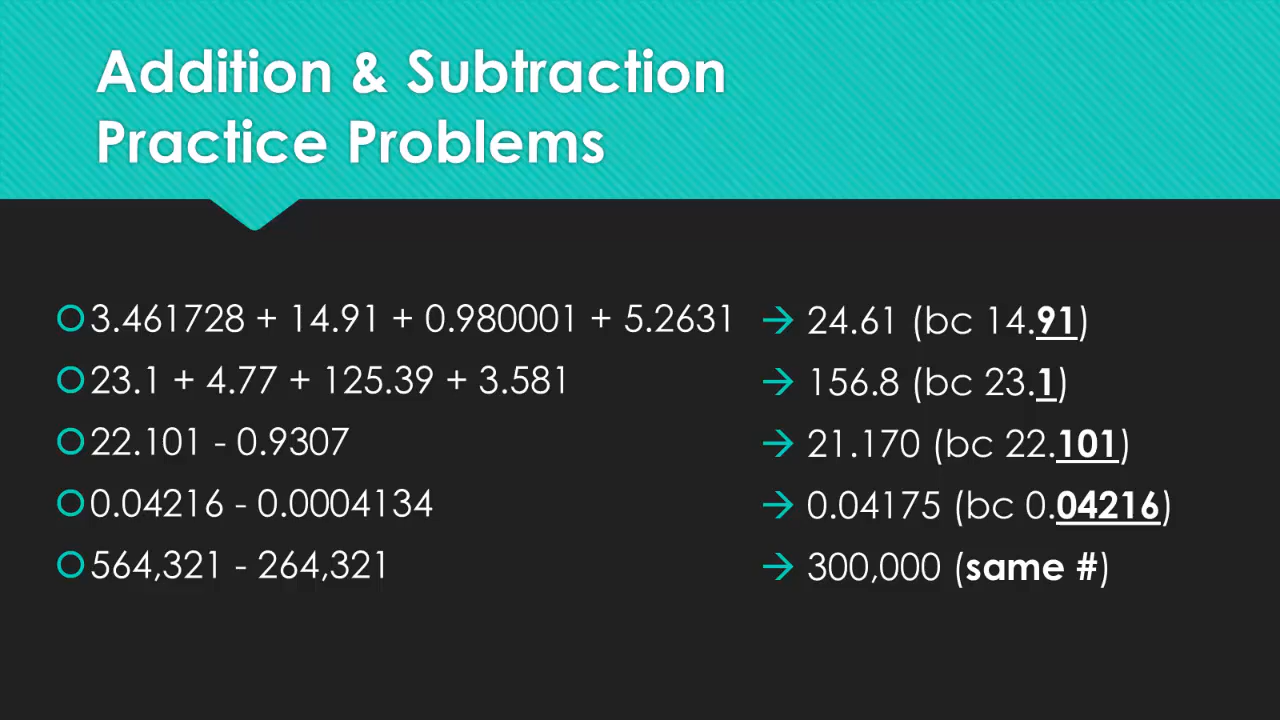 Addition & Subtraction
Practice Problems
3.461728 + 14.91 + 0.980001 + 5.2631 → 24.61 (bc 14.91)
23.1 + 4.77 + 125.39 + 3.581 → 156.8 (bc 23.1)
22.101 - 0.9307 → 21.170 (bc 22.101)
0.04216 - 0.0004134 → 0.04175 (bc 0.04216)
564,321 - 264,321 → 300,000 (same #)